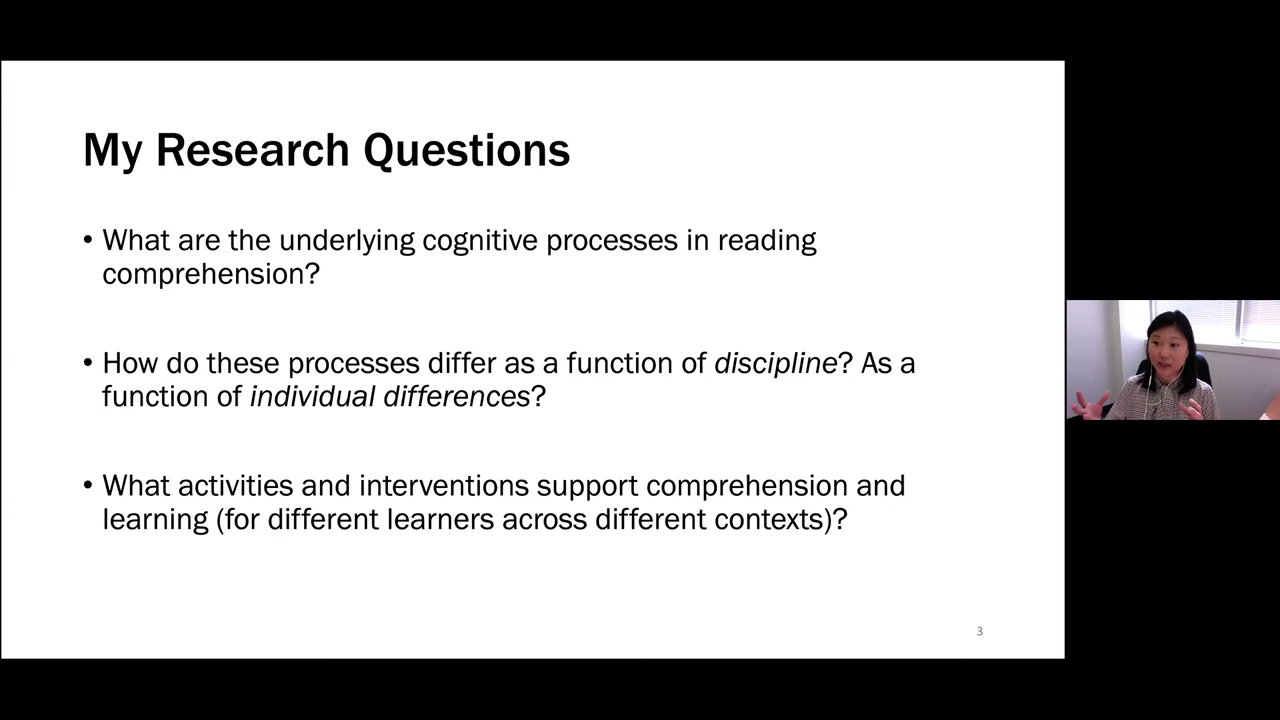 My Research Questions
• What are the underlying cognitive processes in reading
comprehension?
• How do these processes differ as a function of discipline? As a
function of individual differences?
• What activities and interventions support comprehension and
learning (for different learners across different contexts)?
3